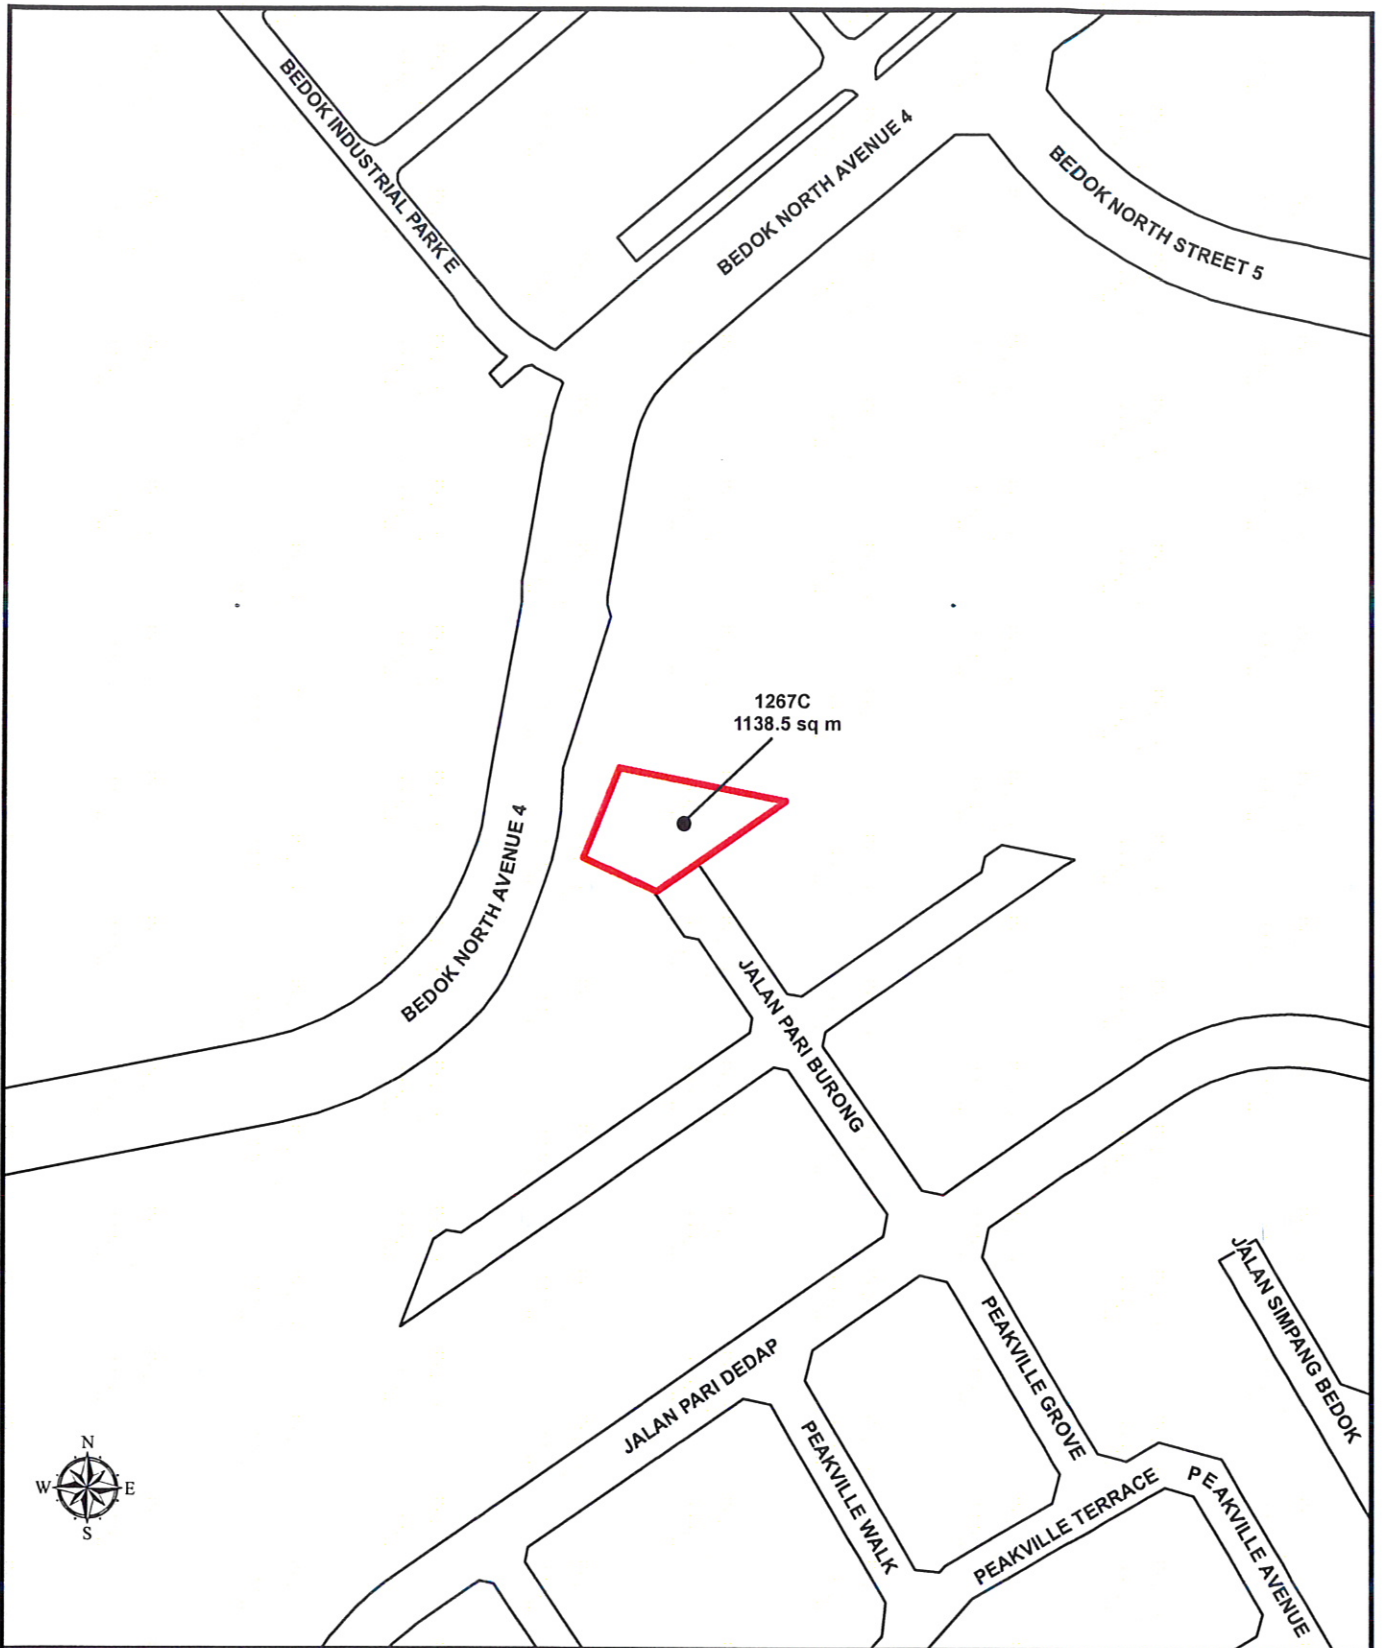 BEDOK INDUSTRIAL PARK E
BEDOK NORTH AVENUE 4
BEDOK NORTH STREET 5
1267C
1138.5 sq m
BEDOK NORTH AVENUE 4
JALAN PARI BURONG
JALAN SIMPANG BEDOK
PEAKVILLE GROVE
JALAN PARI DEDAP
PEAKVILLE WALK
PEAKVILLE TERRACE
PEAKVILLE AVENUE
N
W E
S